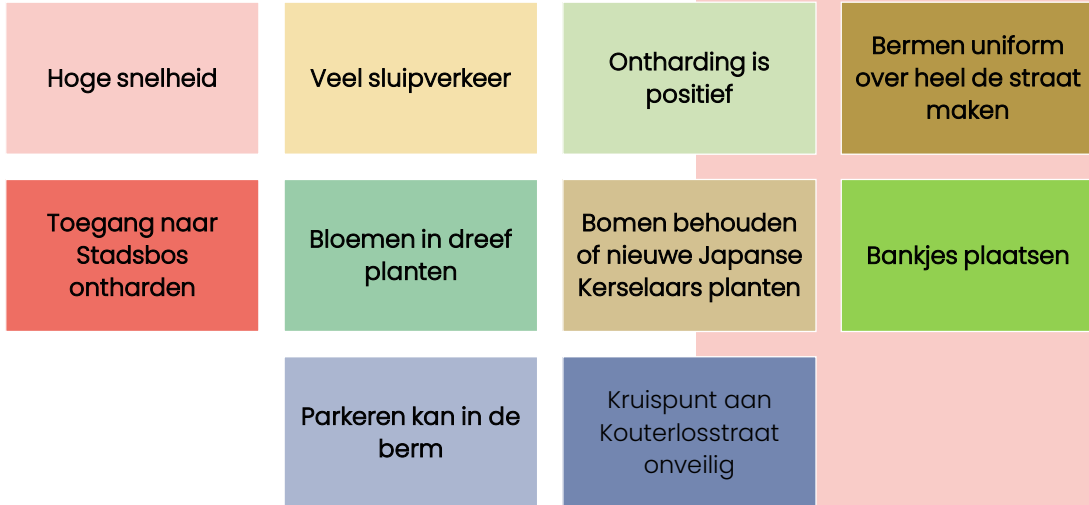 Hoge snelheid
Veel sluipverkeer
Ontharding is
positief
Bermen uniform
over heel de straat
maken
Toegang naar
Stadsbos
ontharden
Bloemen in dreef
planten
Bomen behouden
of nieuwe Japanse
Kerselaars planten
Bankjes plaatsen
Parkeren kan in de
berm
Kruispunt aan
Kouterlosstraat
onveilig